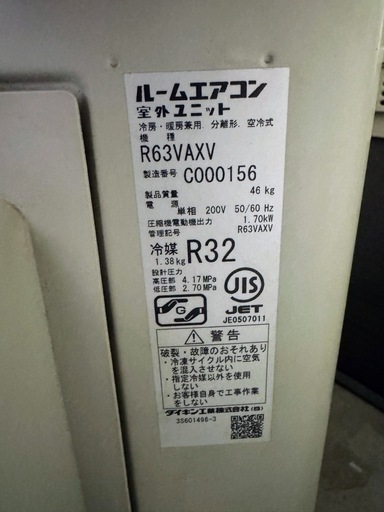 ルームエアコン
室外ユニット
冷房・暖房兼用. 分離形. 空冷式
機 種
R63VAXV
製造番号 C000156
製品質量 46 kg
電 源
単相 200V 50/60 Hz
圧縮機電動機出力 1.70kW
管理記号 R63VAXV
冷媒 R32
1.38kg
設計圧力
高圧部 4.17 MPa
低圧部 2.70 MPa
JIS
JET
JE0507011
G
警告
破裂・故障のおそれあり
・冷凍サイクル内に空気
を混入させない
・指定冷媒以外を使用
しない
・お客様自身で工事作業を
しない
ダイキン工業株式会社(株)
3S601496-3